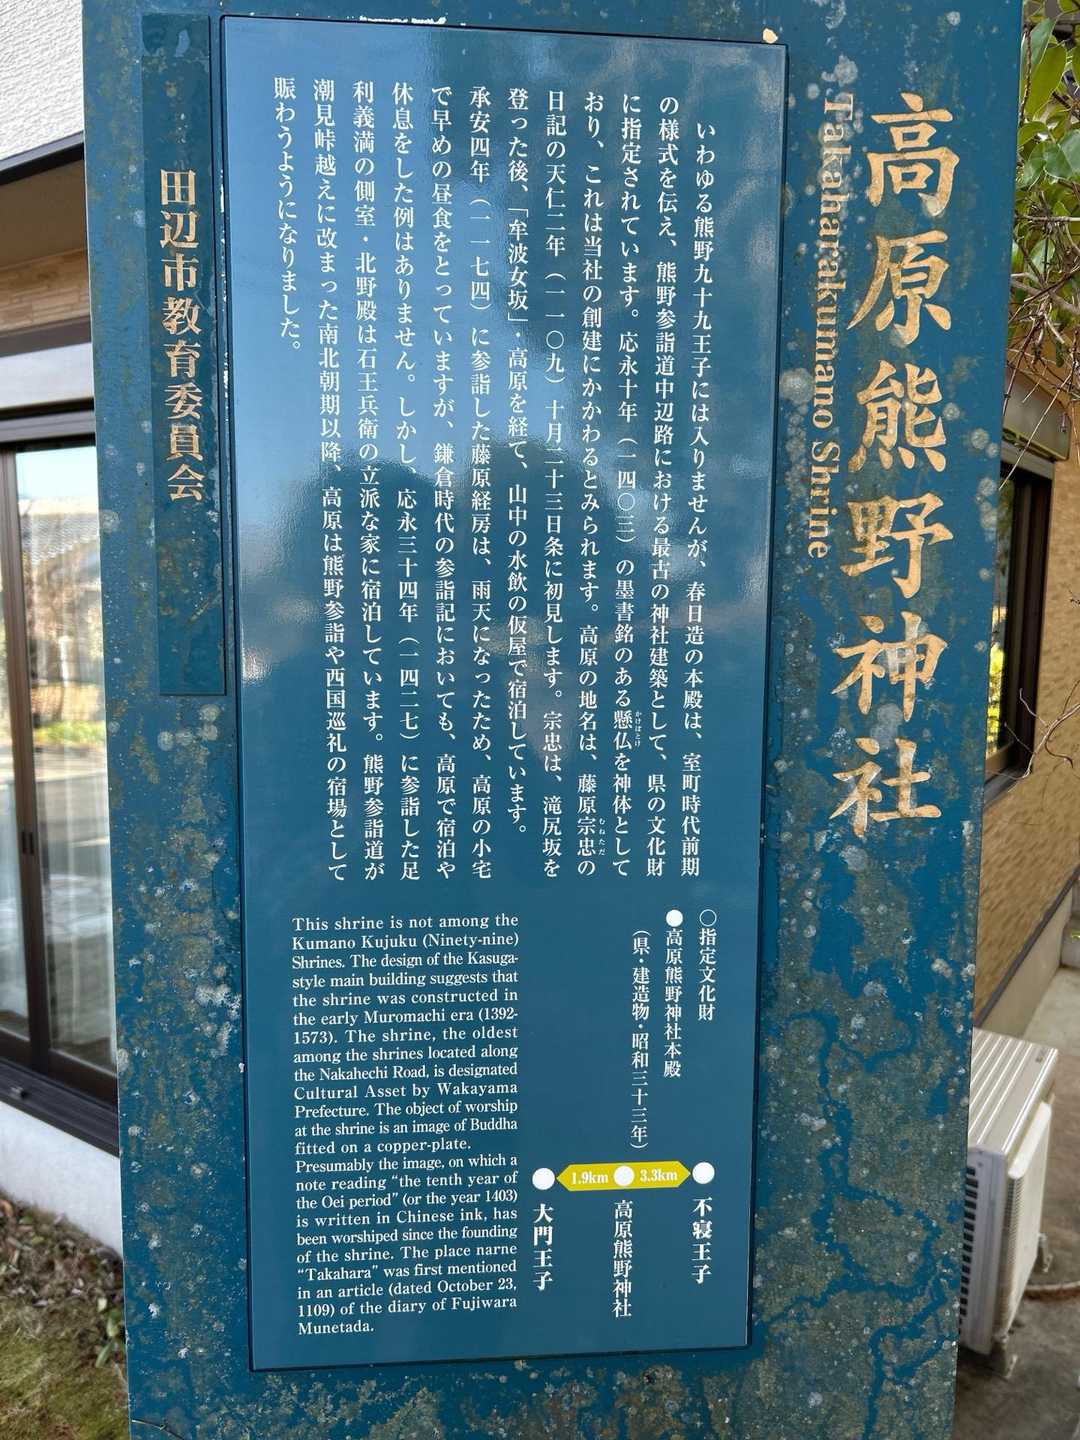 高原熊野神社
Takaharakumano Shrine
いわゆる熊野九十九王子には入りませんが、春日造の本殿は、室町時代前期
の様式を伝え、熊野参詣道中辺路における最古の神社建築として、県の文化財
に指定されています。応永十年（一四〇三）の墨書銘のある懸仏を神体として
かけぼとけ
おり、これは当社の創建にかかわるとみられます。高原の地名は、藤原宗忠の
むねただ
日記の天仁二年（一一〇九）十月二十三日条に初見します。宗忠は、滝尻坂を
登った後、「牟波女坂」・高原を経て、山中の水飲の仮屋で宿泊しています。
承安四年（一一七四）に参詣した藤原経房は、雨天になったため、高原の小宅
で早めの昼食をとっていますが、鎌倉時代の参詣記においても、高原で宿泊や
休息をした例はありません。しかし、応永三十四年（一四二七）に参詣した足
利義満の側室・北野殿は石王兵衛の立派な家に宿泊しています。熊野参詣道が
潮見峠越えに改まった南北朝期以降、高原は熊野参詣や西国巡礼の宿場として
賑わうようになりました。
〇指定文化財
●高原熊野神社本殿
（県・建造物・昭和三十三年）
不寝王子
3.3km
高原熊野神社
1.9km
大門王子
This shrine is not among the
Kumano Kujuku (Ninety-nine)
Shrines. The design of the Kasuga-
style main building suggests that
the shrine was constructed in
the early Muromachi era (1392-
1573). The shrine, the oldest
among the shrines located along
the Nakahechi Road, is designated
Cultural Asset by Wakayama
Prefecture. The object of worship
at the shrine is an image of Buddha
fitted on a copper-plate.
Presumably the image, on which a
note reading “the tenth year of
the Oei period” (or the year 1403)
is written in Chinese ink, has
been worshiped since the founding
of the shrine. The place narne
“Takahara” was first mentioned
in an article (dated October 23,
1109) of the diary of Fujiwara
Munetada.
田辺市教育委員会